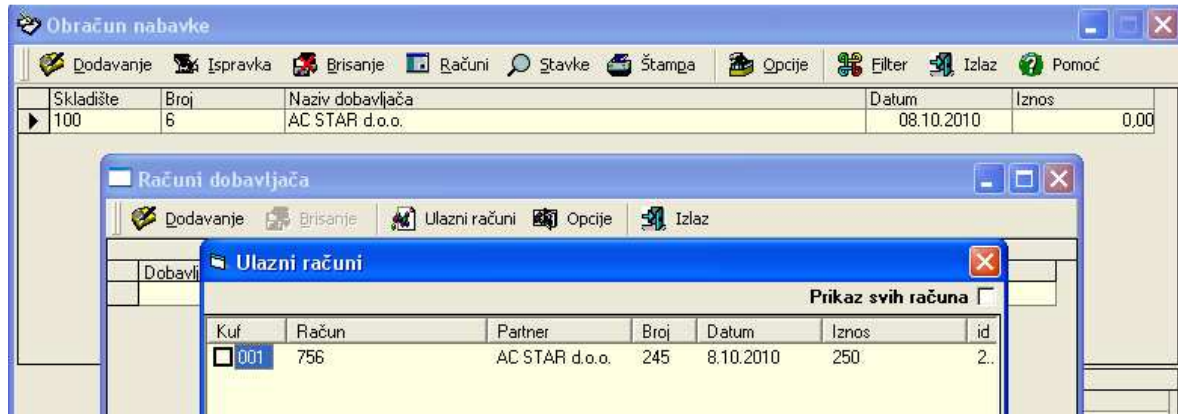 Obračun nabavke
Dodavanje Ispravka Brisanje Računi Stavke Štampa Opcije Filter Izlaz Pomoć
Skladište Broj Naziv dobavljača Datum Iznos
100 6 AC STAR d.o.o. 08.10.2010 0,00
Računi dobavljača
Dodavanje Brisanje Ulazni računi Opcije Izlaz
Dobavlj
Ulazni računi
Prikaz svih računa
Kuf Račun Partner Broj Datum Iznos id
001 756 AC STAR d.o.o. 245 8.10.2010 250 2..